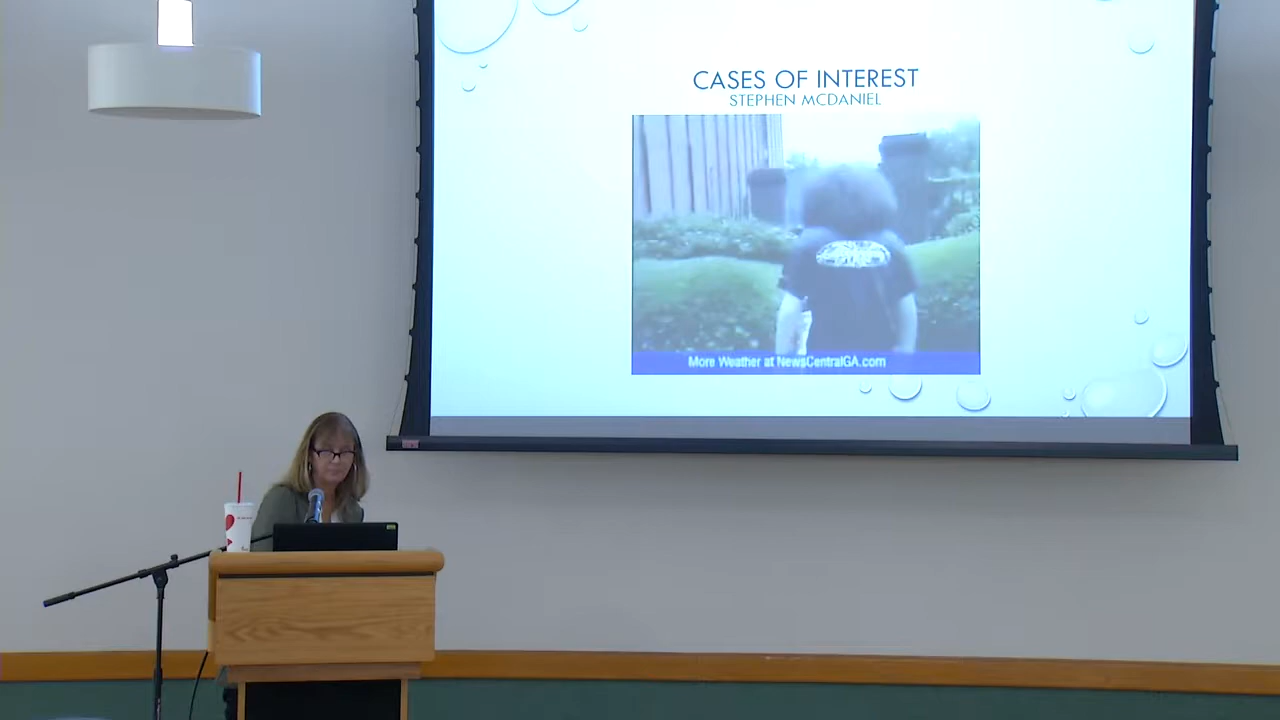 CASES OF INTEREST
STEPHEN MCDANIEL
More Weather at NewsCentralGA.com